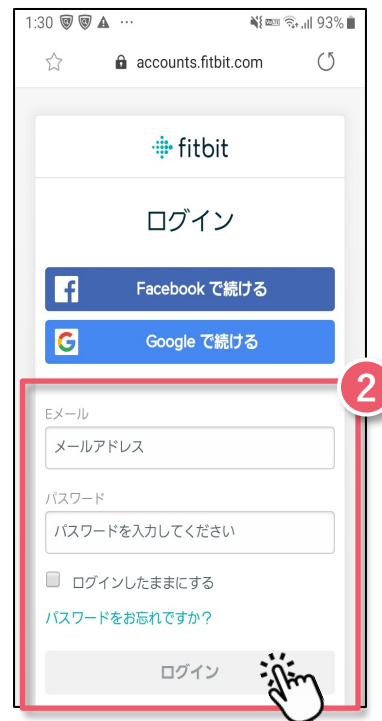 1:30 ··· 93%
accounts.fitbit.com
fitbit
ログイン
Facebook で続ける
Google で続ける
2
Eメール
メールアドレス
パスワード
パスワードを入力してください
ログインしたままにする
パスワードをお忘れですか？
ログイン